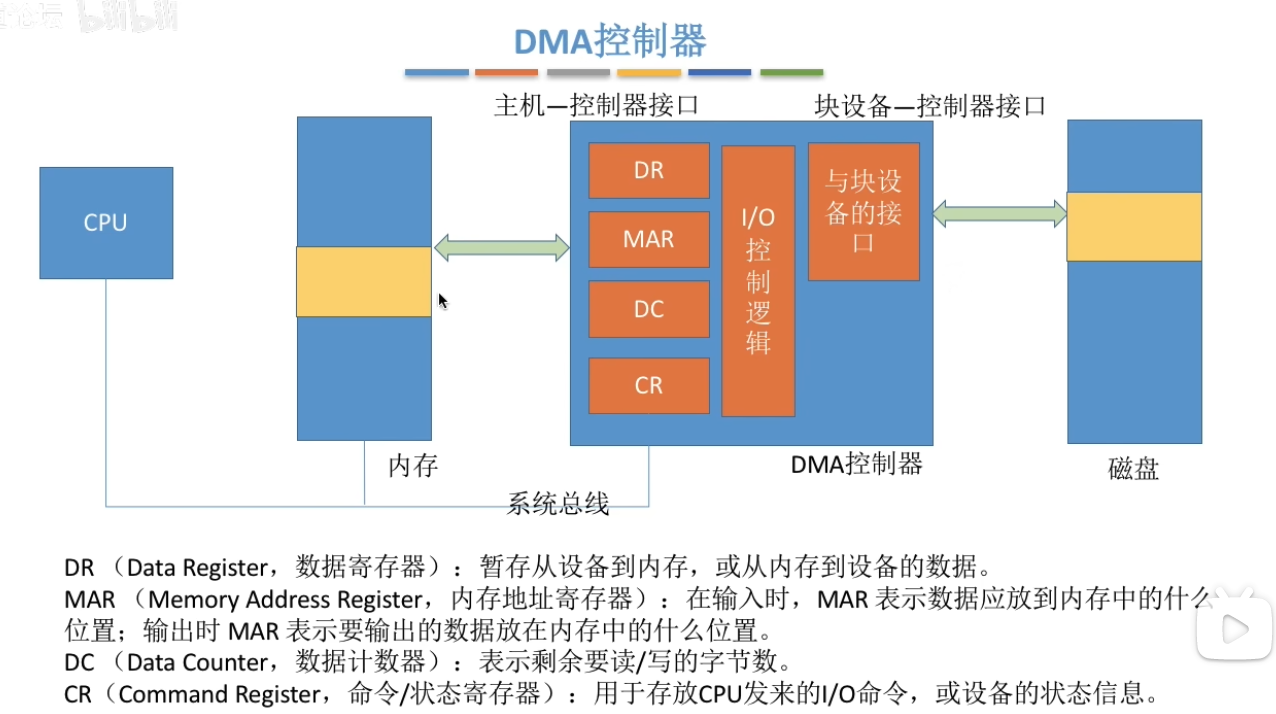 bilibili
DMA控制器
主机—控制器接口
块设备—控制器接口
CPU
DR
MAR
DC
CR
I/O
控
制
逻
辑
与块设
备的接
口
内存
DMA控制器
磁盘
系统总线
DR （Data Register，数据寄存器）：暂存从设备到内存，或从内存到设备的数据。
MAR （Memory Address Register，内存地址寄存器）：在输入时，MAR 表示数据应放到内存中的什么
位置；输出时 MAR 表示要输出的数据放在内存中的什么位置。
DC （Data Counter，数据计数器）：表示剩余要读/写的字节数。
CR（Command Register，命令/状态寄存器）：用于存放CPU发来的I/O命令，或设备的状态信息。